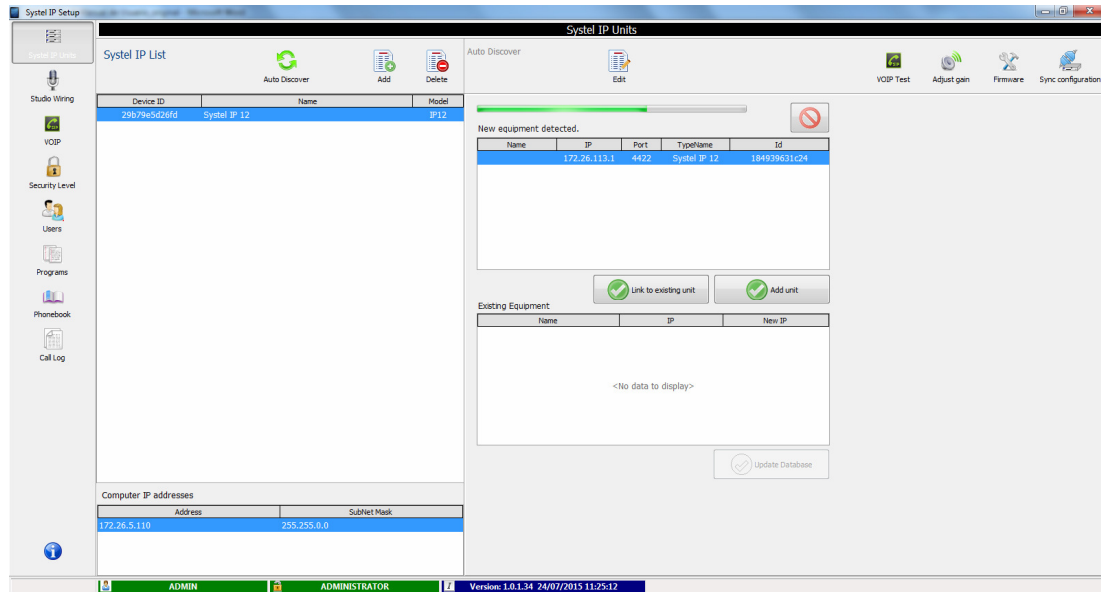 Systel IP Setup
Systel IP Units
Systel IP Units
Studio Wiring
VOIP
Security Level
Users
Programs
Phonebook
Call Log
Systel IP List
Auto Discover
Add
Delete
Device ID Name Model
29b79e5d26fd Systel IP 12 IP12
Computer IP addresses
Address SubNet Mask
172.26.5.110 255.255.0.0
Auto Discover
Edit
VOIP Test
Adjust gain
Firmware
Sync configuration
New equipment detected.
Name IP Port TypeName Id
172.26.113.1 4422 Systel IP 12 184939631c24
Link to existing unit
Add unit
Existing Equipment
Name IP New IP
<No data to display>
Update Database
ADMIN ADMINISTRATOR Version: 1.0.1.34 24/07/2015 11:25:12